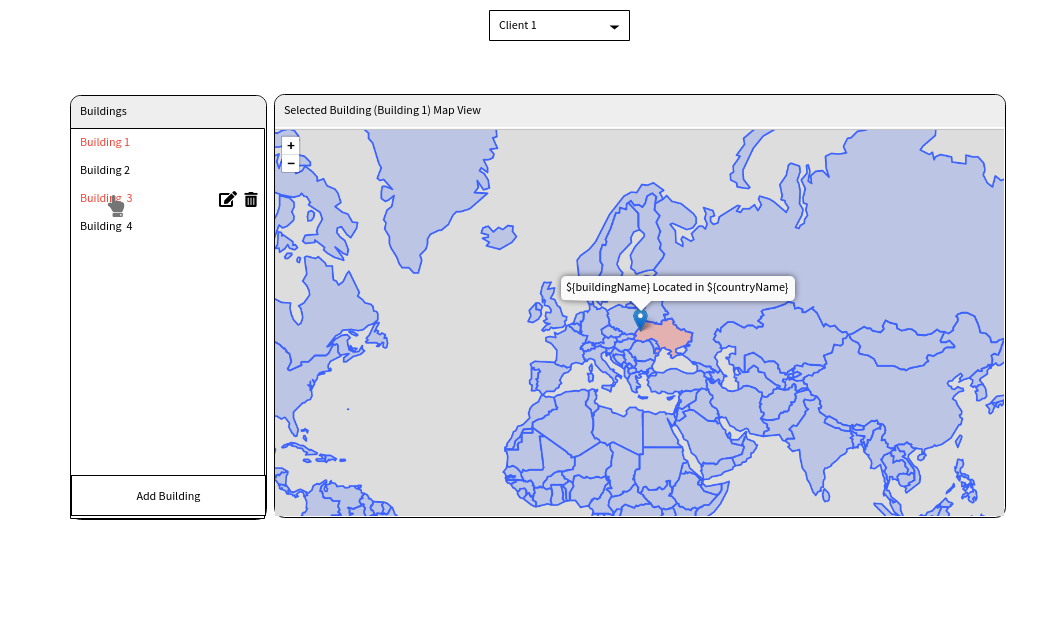 Client 1
Buildings
Selected Building (Building 1) Map View
Building 1
Building 2
Building 3
Building 4
Add Building
+
−
${buildingName} Located in ${countryName}